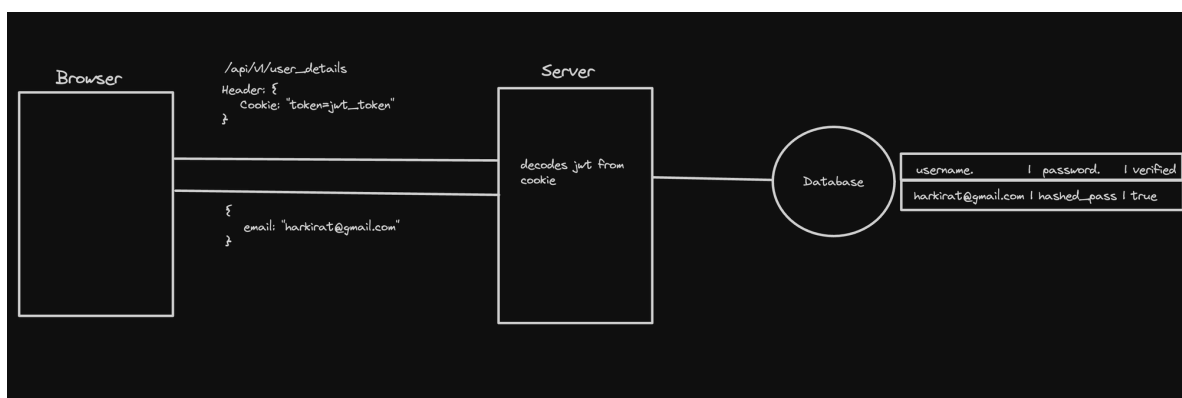 Browser
/api/v1/user_details
Header: {
Cookie: "token=jwt_token"
}
{
email: "harkirat@gmail.com"
}
Server
decodes jwt from
cookie
Database
username. | password. | verified
harkirat@gmail.com | hashed_pass | true